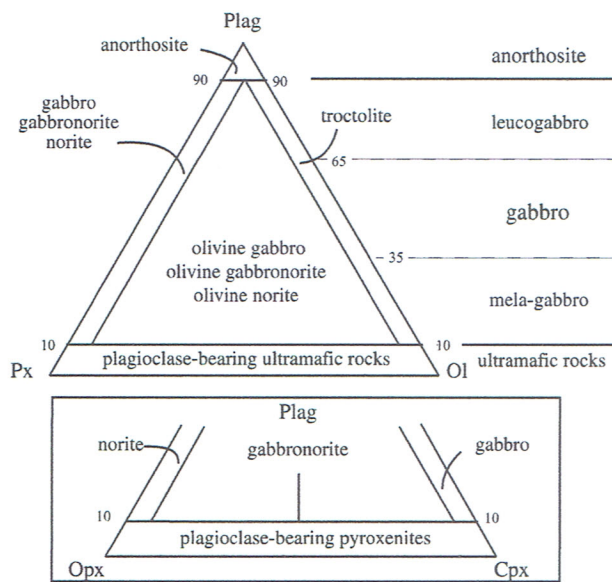 Plag
anorthosite
anorthosite
90
90
gabbro
gabbronorite
norite
troctolite
leucogabbro
65
gabbro
olivine gabbro
olivine gabbronorite
olivine norite
35
mela-gabbro
10
10
plagioclase-bearing ultramafic rocks
ultramafic rocks
Px
Ol
Plag
norite
gabbronorite
gabbro
10
10
plagioclase-bearing pyroxenites
Opx
Cpx